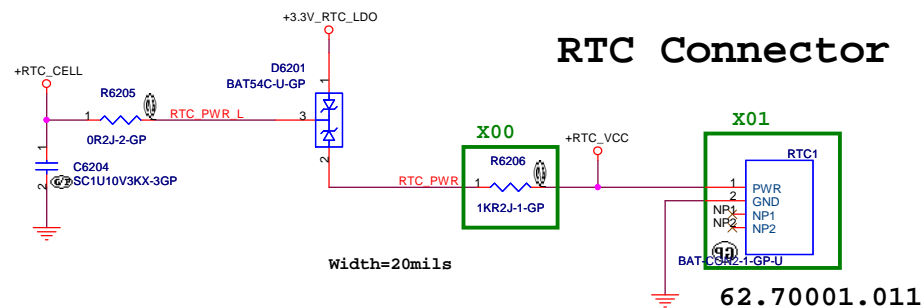 +3.3V_RTC_LDO
RTC Connector
+RTC_CELL
D6201
BAT54C-U-GP
R6205
1
1
RTC_PWR_L
3
0R2J-2-GP
X00
+RTC_VCC
X01
1
C6204
SC1U10V3KX-3GP
2
2
R6206
RTC_PWR
1
1KR2J-1-GP
RTC1
1
PWR
2
GND
NP1
NP1
NP2
NP2
BAT-CON2-1-GP-U
Width=20mils
62.70001.011